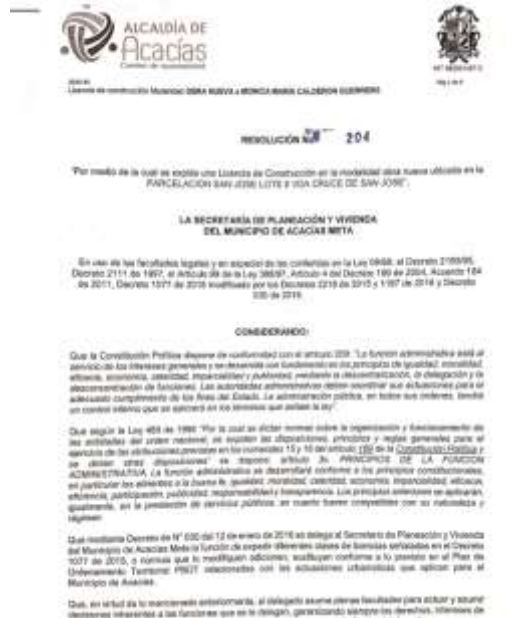 ALCALDÍA DE
Acacías
Licencia de construcción Modalidad OBRA NUEVA a MONICA MARIA CALDERON GUERRERO
RESOLUCIÓN 204
"Por medio de la cual se expide una Licencia de Construcción en la modalidad obra nueva ubicada en la
PARCELACION SAN JOSE LOTE 8 VDA CRUCE DE SAN JOSE".
LA SECRETARÍA DE PLANEACIÓN Y VIVIENDA
DEL MUNICIPIO DE ACACÍAS META
En uso de las facultades legales y en especial de las conferidas en la Ley 09/89, el Decreto 2150/95,
Decreto 2111 de 1997, el Artículo 99 de la Ley 388/97, Artículo 4 del Decreto 190 de 2004, Acuerdo 184
de 2011, Decreto 1077 de 2015 modificado por los Decretos 2218 de 2015 y 1197 de 2016 y Decreto
030 de 2016.
CONSIDERANDO:
Que la Constitución Política dispone de conformidad con el artículo 209: "La función administrativa está al
servicio de los intereses generales y se desarrolla con fundamento en los principios de igualdad, moralidad,
eficacia, economía, celeridad, imparcialidad y publicidad, mediante la descentralización, la delegación y la
desconcentración de funciones. Las autoridades administrativas deben coordinar sus actuaciones para el
adecuado cumplimiento de los fines del Estado. La administración pública, en todos sus órdenes, tendrá
un control interno que se ejercerá en los términos que señale la ley".
Que según la Ley 489 de 1998 "Por la cual se dictan normas sobre la organización y funcionamiento de
las entidades del orden nacional, se expiden las disposiciones, principios y reglas generales para el
ejercicio de las atribuciones previstas en los numerales 15 y 16 del artículo 189 de la Constitución Política y
se dictan otras disposiciones" se dispone artículo 3o. PRINCIPIOS DE LA FUNCION
ADMINISTRATIVA. La función administrativa se desarrollará conforme a los principios constitucionales,
en particular los atinentes a la buena fe, igualdad, moralidad, celeridad, economía, imparcialidad, eficacia,
eficiencia, participación, publicidad, responsabilidad y transparencia. Los principios anteriores se aplicarán,
igualmente, en la prestación de servicios públicos, en cuanto fueren compatibles con su naturaleza y
régimen.
Que mediante Decreto de N° 030 del 12 de enero de 2016 se delega al Secretario de Planeación y Vivienda
del Municipio de Acacías Meta la función de expedir diferentes clases de licencias señaladas en el Decreto
1077 de 2015, o normas que lo modifiquen adicionen, sustituyan conforme a lo previsto en el Plan de
Ordenamiento Territorial PBOT relacionadas con las actuaciones urbanísticas que aplican para el
Municipio de Acacías.
Que, en virtud de lo mencionado anteriormente, el delegado asume plenas facultades para actuar y asumir
decisiones inherentes a las funciones que se le delegan, garantizando siempre los derechos, intereses de